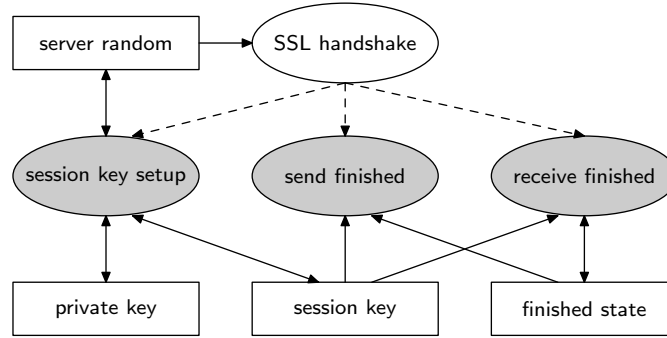 server random
SSL handshake
session key setup
send finished
receive finished
private key
session key
finished state